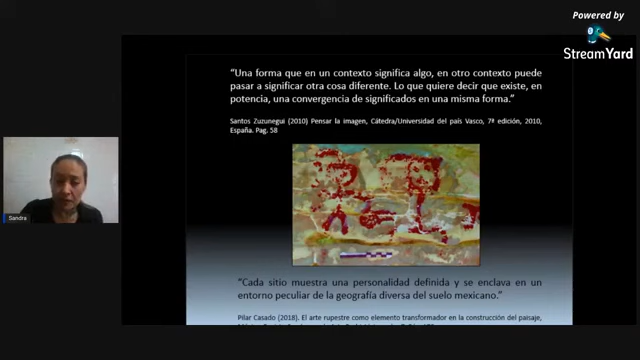 Powered by
StreamYard
“Una forma que en un contexto significa algo, en otro contexto puede
pasar a significar otra cosa diferente. Lo que quiere decir que existe, en
potencia, una convergencia de significados en una misma forma.”
Santos Zuzunegui (2010) Pensar la imagen, Cátedra/Universidad del país Vasco, 7ª edición, 2010,
España. Pag. 58
“Cada sitio muestra una personalidad definida y se enclava en un
entorno peculiar de la geografía diversa del suelo mexicano.”
Pilar Casado (2018). El arte rupestre como elemento transformador en la construcción del paisaje,
Sandra